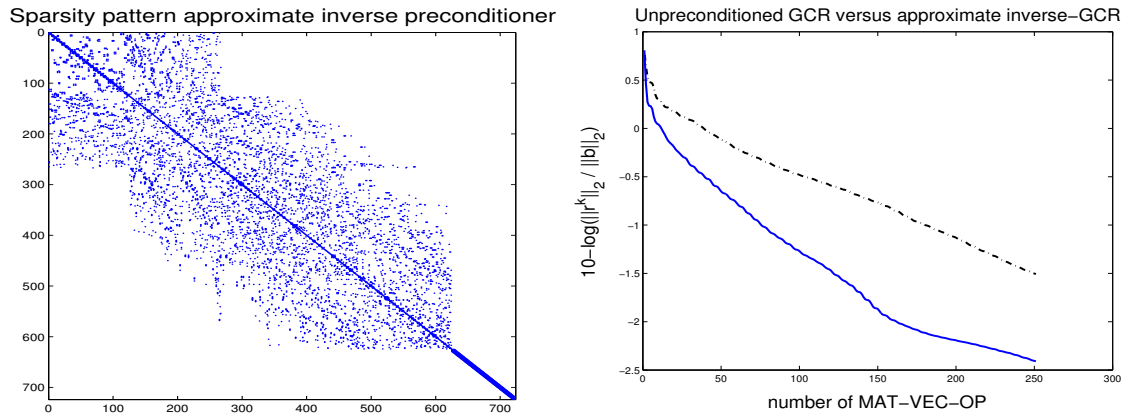 Sparsity pattern approximate inverse preconditioner
0
100
200
300
400
500
600
700
0 100 200 300 400 500 600 700
Unpreconditioned GCR versus approximate inverse−GCR
1
0.5
0
−0.5
−1
−1.5
−2
−2.5
0 50 100 150 200 250 300
10−log(||r^k||_2 / ||b||_2)
number of MAT−VEC−OP